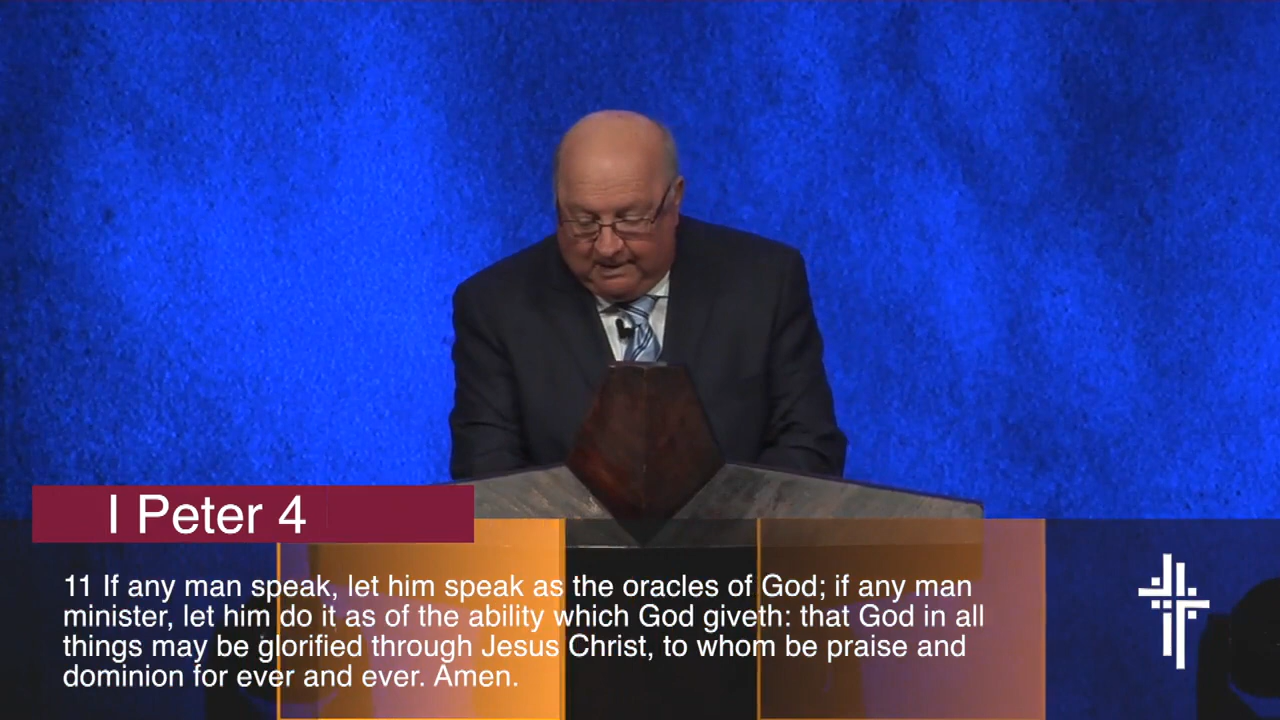 I Peter 4
11 If any man speak, let him speak as the oracles of God; if any man
minister, let him do it as of the ability which God giveth: that God in all
things may be glorified through Jesus Christ, to whom be praise and
dominion for ever and ever. Amen.